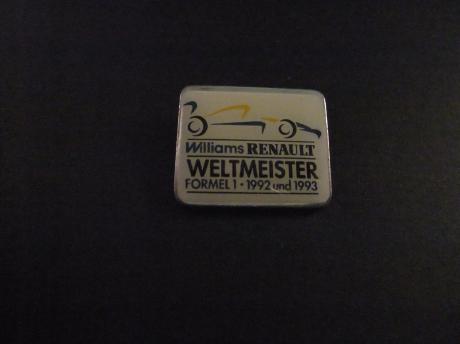 Williams RENAULT
WELTMEISTER
FORMEL 1 • 1992 und 1993